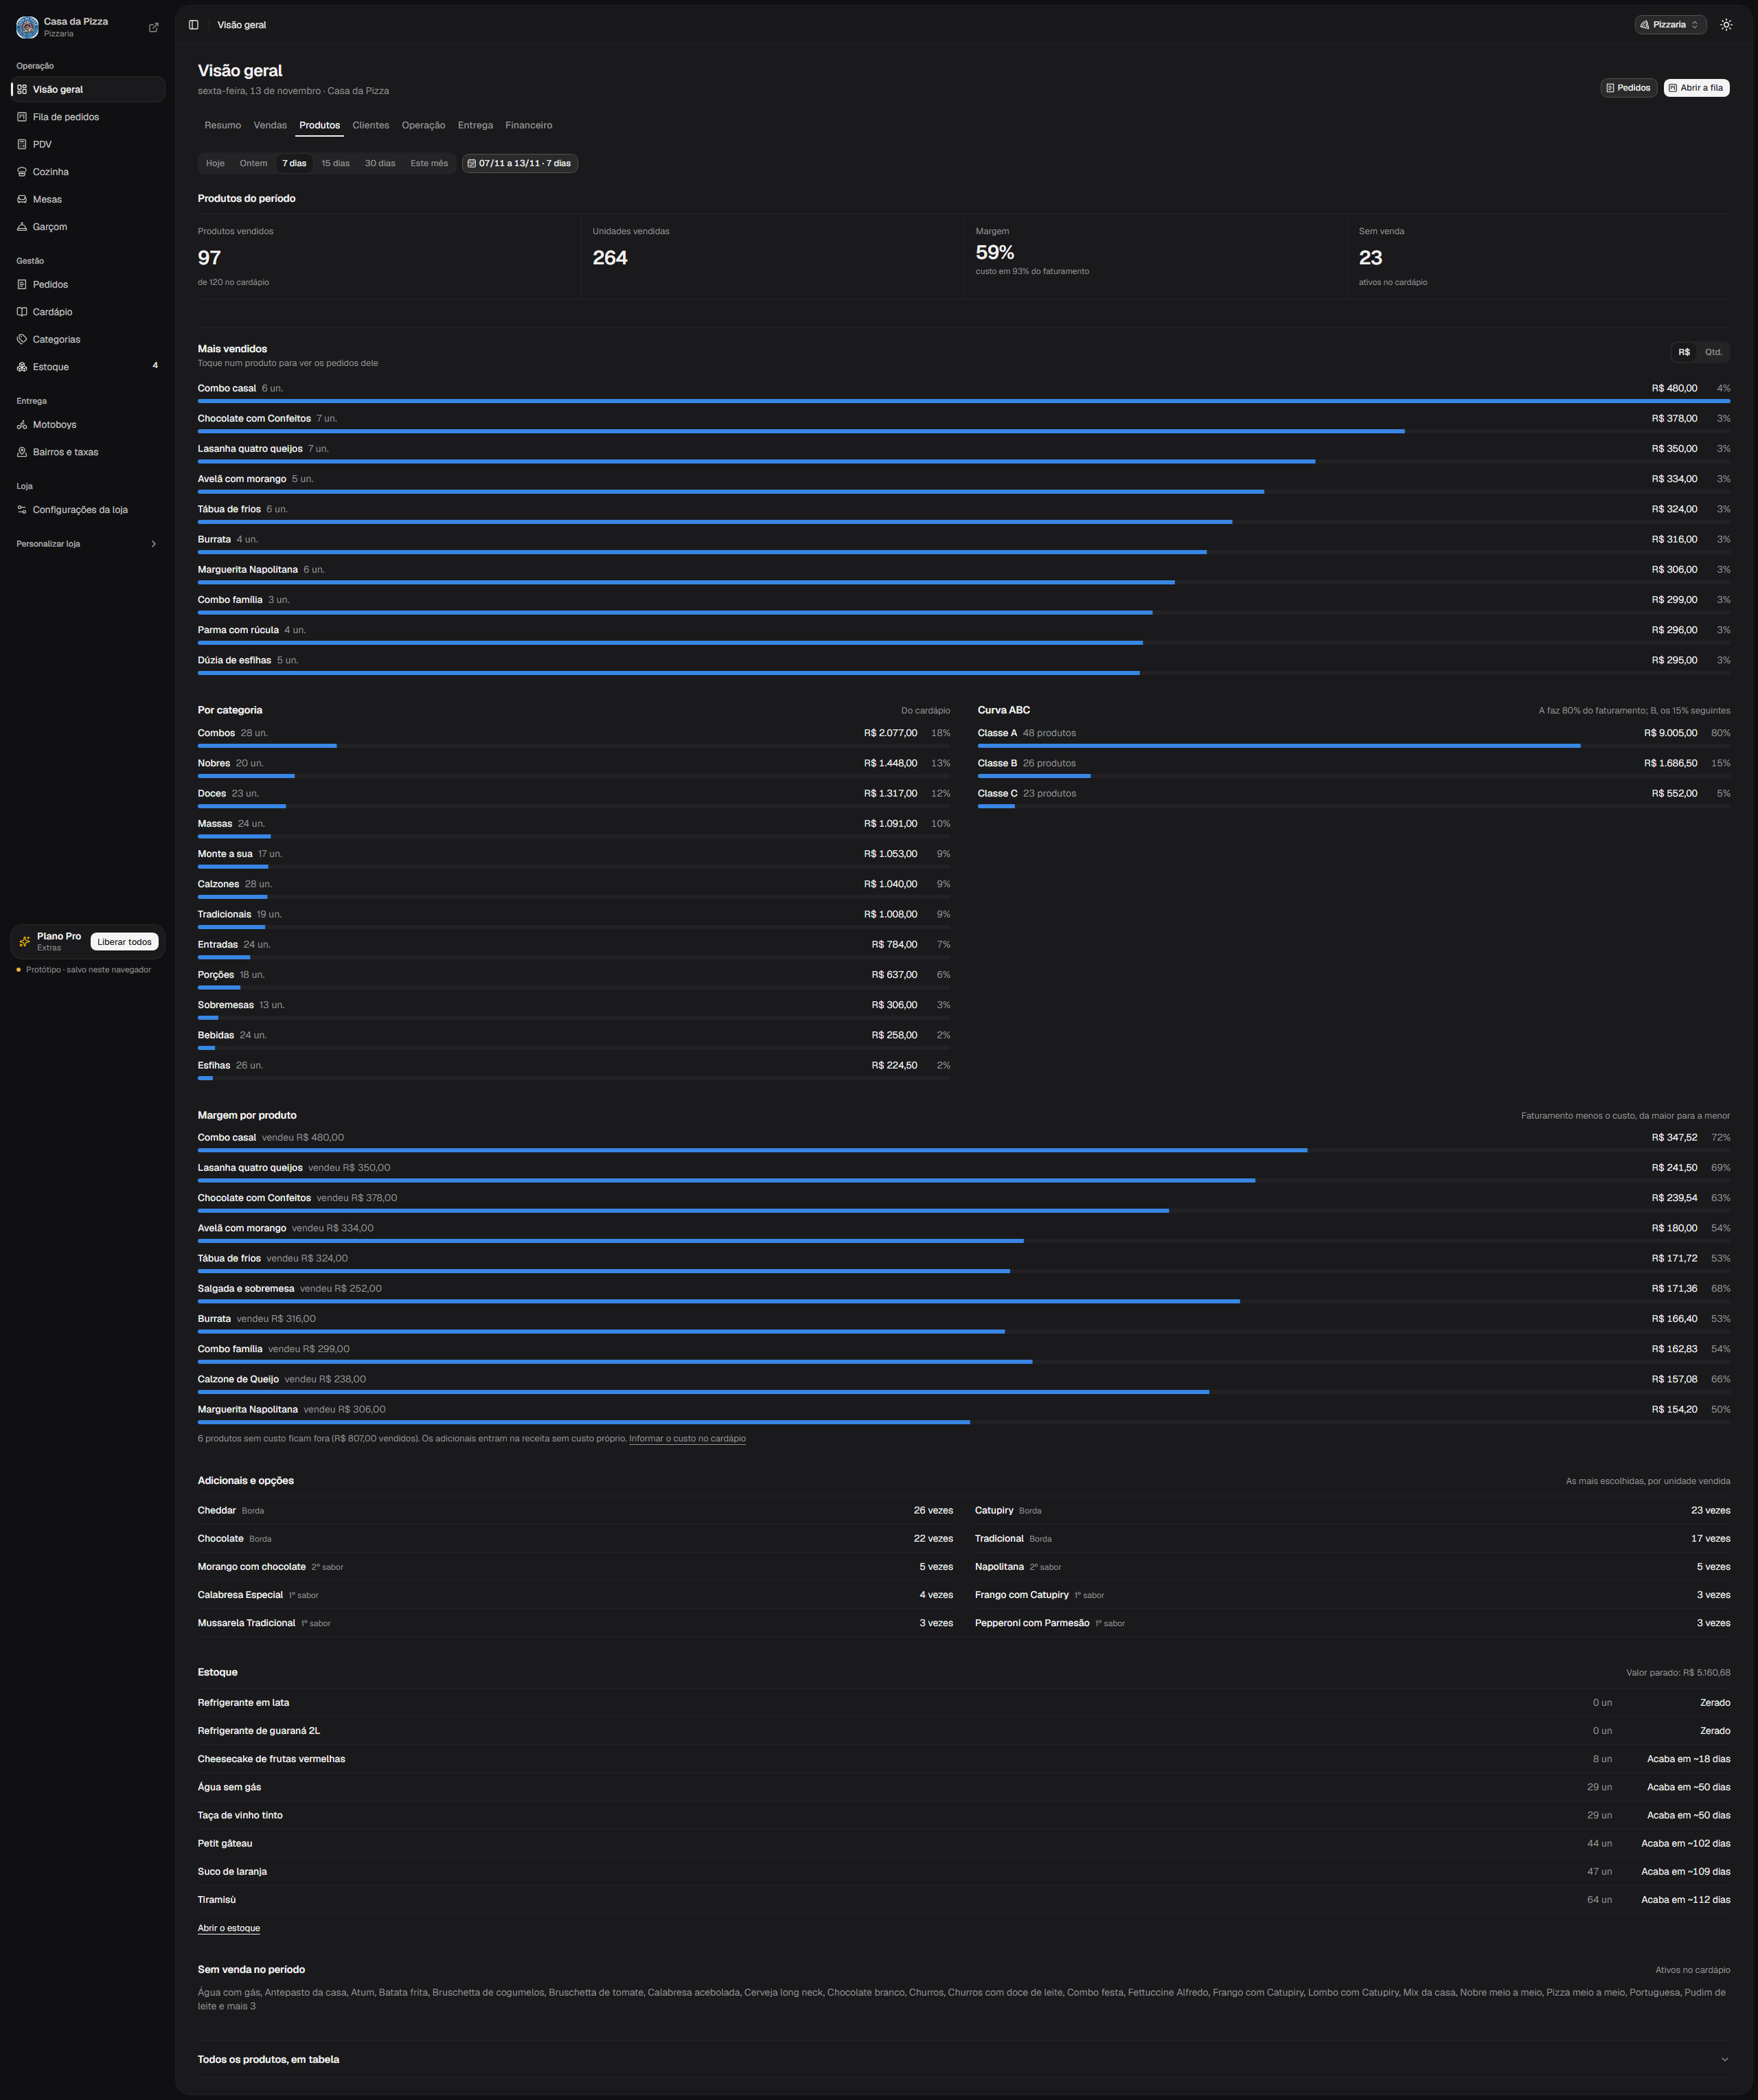 Casa da Pizza
Pizzaria
Operação
Visão geral
Fila de pedidos
PDV
Cozinha
Mesas
Garçom
Gestão
Pedidos
Cardápio
Categorias
Estoque 4
Entrega
Motoboys
Bairros e taxas
Loja
Configurações da loja
Personalizar loja
Plano Pro
Extras
Liberar todos
Protótipo · salvo neste navegador
Visão geral
Pizzaria
Visão geral
sexta-feira, 13 de novembro · Casa da Pizza
Pedidos
Abrir a fila
Resumo Vendas Produtos Clientes Operação Entrega Financeiro
Hoje Ontem 7 dias 15 dias 30 dias Este mês 07/11 a 13/11 · 7 dias
Produtos do período
Produtos vendidos
97
de 120 no cardápio
Unidades vendidas
264
Margem
59%
custo em 93% do faturamento
Sem venda
23
ativos no cardápio
Mais vendidos
Toque num produto para ver os pedidos dele
R$ Qtd.
Combo casal 6 un. R$ 480,00 4%
Chocolate com Confeitos 7 un. R$ 378,00 3%
Lasanha quatro queijos 7 un. R$ 350,00 3%
Avelã com morango 5 un. R$ 334,00 3%
Tábua de frios 6 un. R$ 324,00 3%
Burrata 4 un. R$ 316,00 3%
Marguerita Napolitana 6 un. R$ 306,00 3%
Combo família 3 un. R$ 299,00 3%
Parma com rúcula 4 un. R$ 296,00 3%
Dúzia de esfihas 5 un. R$ 295,00 3%
Por categoria Do cardápio
Combos 28 un. R$ 2.077,00 18%
Nobres 20 un. R$ 1.448,00 13%
Doces 23 un. R$ 1.317,00 12%
Massas 24 un. R$ 1.091,00 10%
Monte a sua 17 un. R$ 1.053,00 9%
Calzones 28 un. R$ 1.040,00 9%
Tradicionais 19 un. R$ 1.008,00 9%
Entradas 24 un. R$ 784,00 7%
Porções 18 un. R$ 637,00 6%
Sobremesas 13 un. R$ 306,00 3%
Bebidas 24 un. R$ 258,00 2%
Esfihas 26 un. R$ 224,50 2%
Curva ABC A faz 80% do faturamento; B, os 15% seguintes
Classe A 48 produtos R$ 9.005,00 80%
Classe B 26 produtos R$ 1.686,50 15%
Classe C 23 produtos R$ 552,00 5%
Margem por produto Faturamento menos o custo, da maior para a menor
Combo casal vendeu R$ 480,00 R$ 347,52 72%
Lasanha quatro queijos vendeu R$ 350,00 R$ 241,50 69%
Chocolate com Confeitos vendeu R$ 378,00 R$ 239,54 63%
Avelã com morango vendeu R$ 334,00 R$ 180,00 54%
Tábua de frios vendeu R$ 324,00 R$ 171,72 53%
Salgada e sobremesa vendeu R$ 252,00 R$ 171,36 68%
Burrata vendeu R$ 316,00 R$ 166,40 53%
Combo família vendeu R$ 299,00 R$ 162,83 54%
Calzone de Queijo vendeu R$ 238,00 R$ 157,08 66%
Marguerita Napolitana vendeu R$ 306,00 R$ 154,20 50%
6 produtos sem custo ficam fora (R$ 807,00 vendidos). Os adicionais entram na receita sem custo próprio. Informar o custo no cardápio
Adicionais e opções As mais escolhidas, por unidade vendida
Cheddar Borda 26 vezes Catupiry Borda 23 vezes
Chocolate Borda 22 vezes Tradicional Borda 17 vezes
Morango com chocolate 2º sabor 5 vezes Napolitana 2º sabor 5 vezes
Calabresa Especial 1º sabor 4 vezes Frango com Catupiry 1º sabor 3 vezes
Mussarela Tradicional 1º sabor 3 vezes Pepperoni com Parmesão 1º sabor 3 vezes
Estoque Valor parado: R$ 5.160,68
Refrigerante em lata 0 un Zerado
Refrigerante de guaraná 2L 0 un Zerado
Cheesecake de frutas vermelhas 8 un Acaba em ~18 dias
Água sem gás 29 un Acaba em ~50 dias
Taça de vinho tinto 29 un Acaba em ~50 dias
Petit gâteau 44 un Acaba em ~102 dias
Suco de laranja 47 un Acaba em ~109 dias
Tiramisù 64 un Acaba em ~112 dias
Abrir o estoque
Sem venda no período Ativos no cardápio
Água com gás, Antepasto da casa, Atum, Batata frita, Bruschetta de cogumelos, Bruschetta de tomate, Calabresa acebolada, Cerveja long neck, Chocolate branco, Churros, Churros com doce de leite, Combo festa, Fettuccine Alfredo, Frango com Catupiry, Lombo com Catupiry, Mix da casa, Nobre meio a meio, Pizza meio a meio, Portuguesa, Pudim de
leite e mais 3
Todos os produtos, em tabela